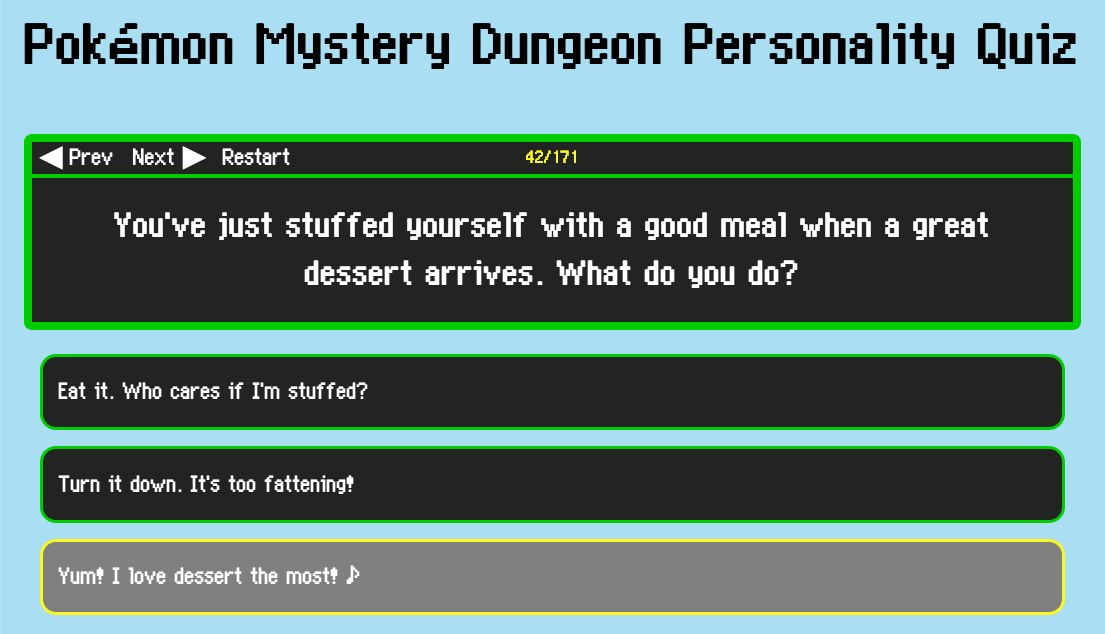 Pokémon Mystery Dungeon Personality Quiz
◀ Prev Next ▶ Restart 42/171
You've just stuffed yourself with a good meal when a great
dessert arrives. What do you do?
Eat it. Who cares if I'm stuffed?
Turn it down. It's too fattening!
Yum! I love dessert the most! ♪